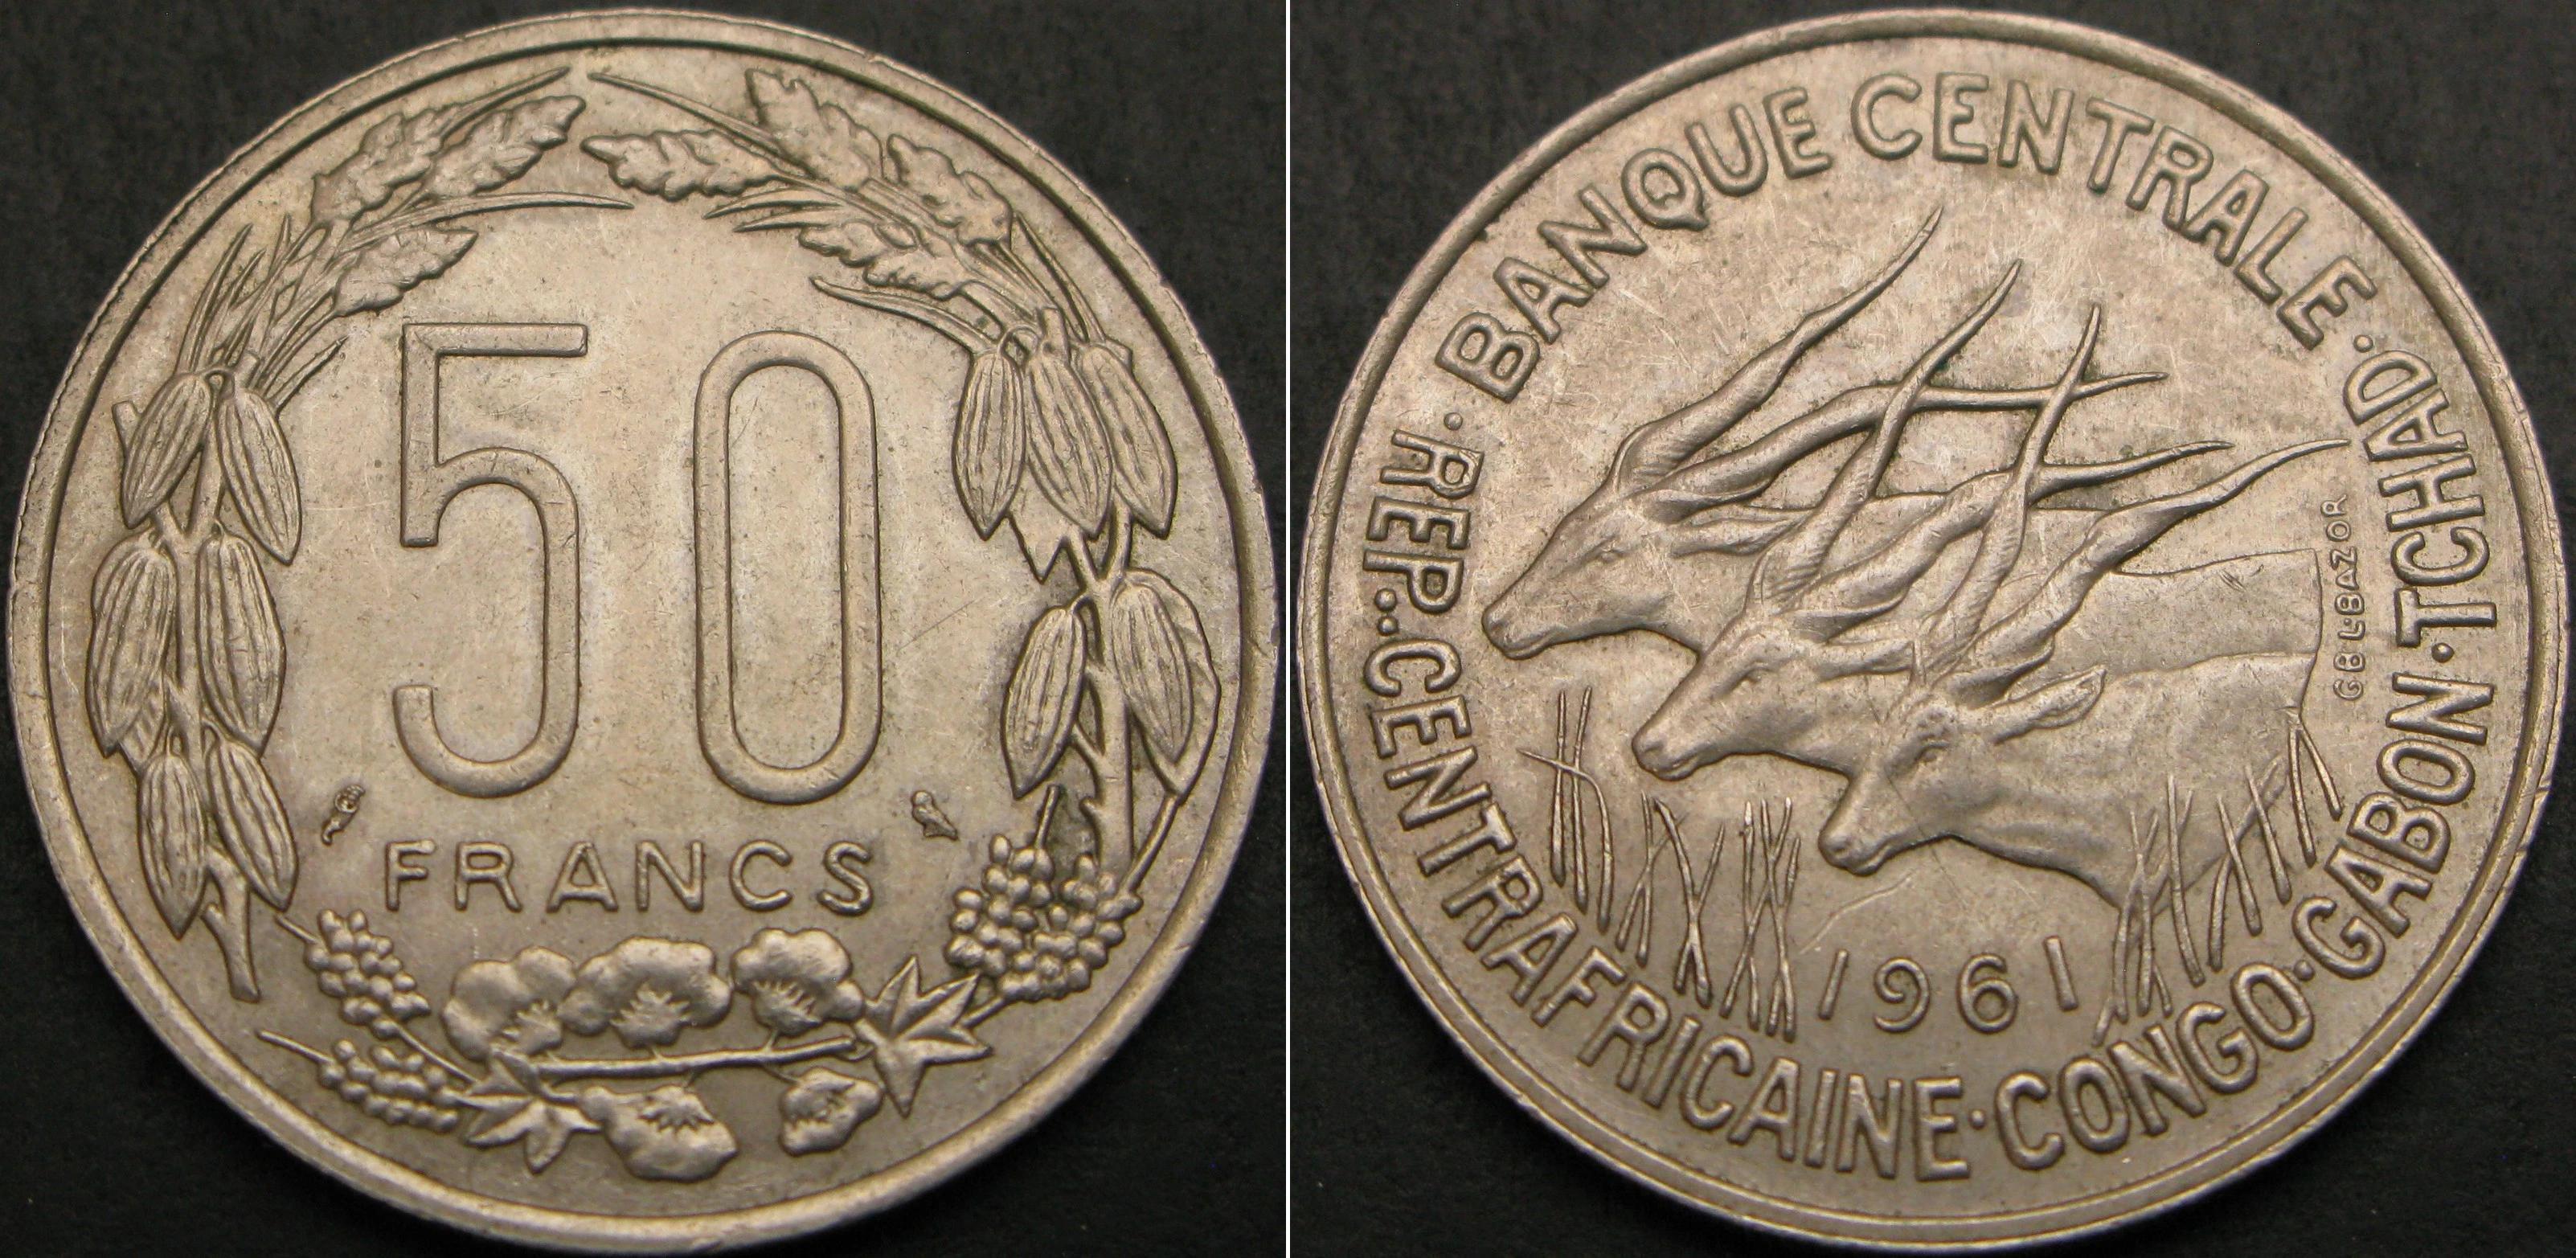 50
FRANCS
· BANQUE CENTRALE ·
REP.·.CENTRAFRICAINE·CONGO·GABON·TCHAD
G·B·L·BAZOR
1961